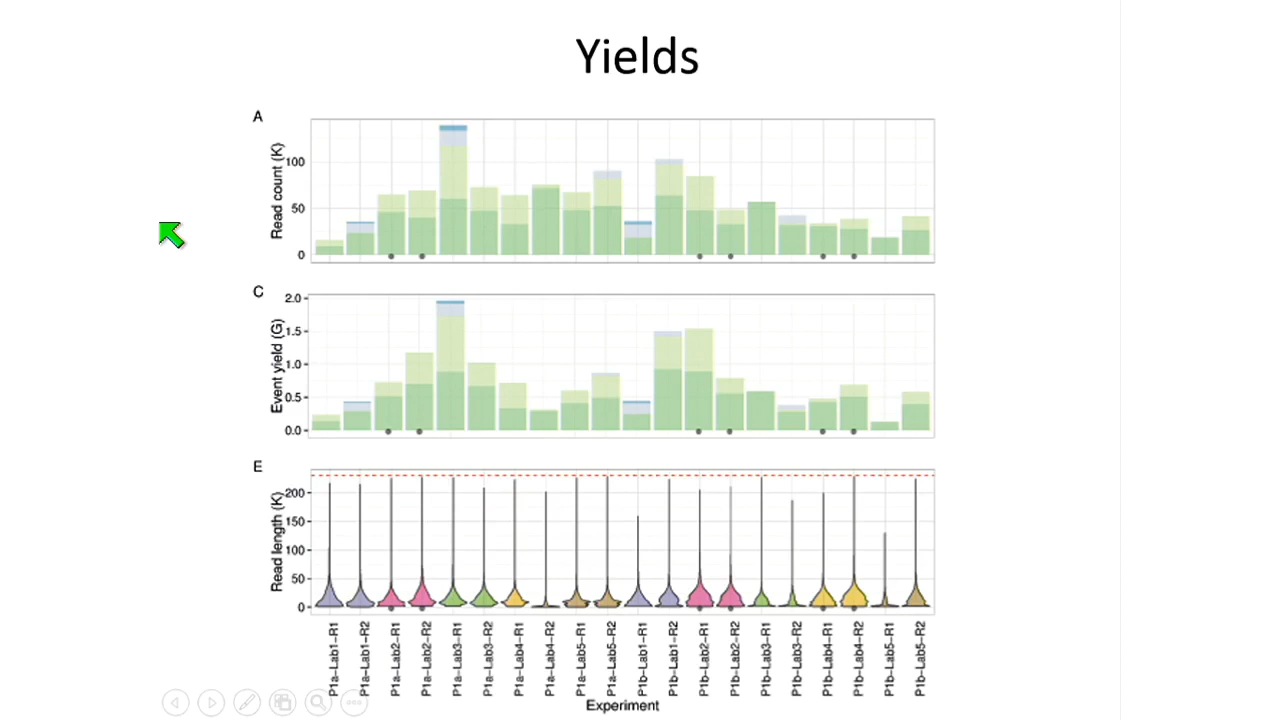 Yields
A
Read count (K)
100
50
0
C
Event yield (G)
2.0
1.5
1.0
0.5
0.0
E
Read length (K)
200
150
100
50
0
P1a-Lab1-R1
P1a-Lab1-R2
P1a-Lab2-R1
P1a-Lab2-R2
P1a-Lab3-R1
P1a-Lab3-R2
P1a-Lab4-R1
P1a-Lab4-R2
P1a-Lab5-R1
P1a-Lab5-R2
P1b-Lab1-R1
P1b-Lab1-R2
P1b-Lab2-R1
P1b-Lab2-R2
P1b-Lab3-R1
P1b-Lab3-R2
P1b-Lab4-R1
P1b-Lab4-R2
P1b-Lab5-R1
P1b-Lab5-R2
Experiment